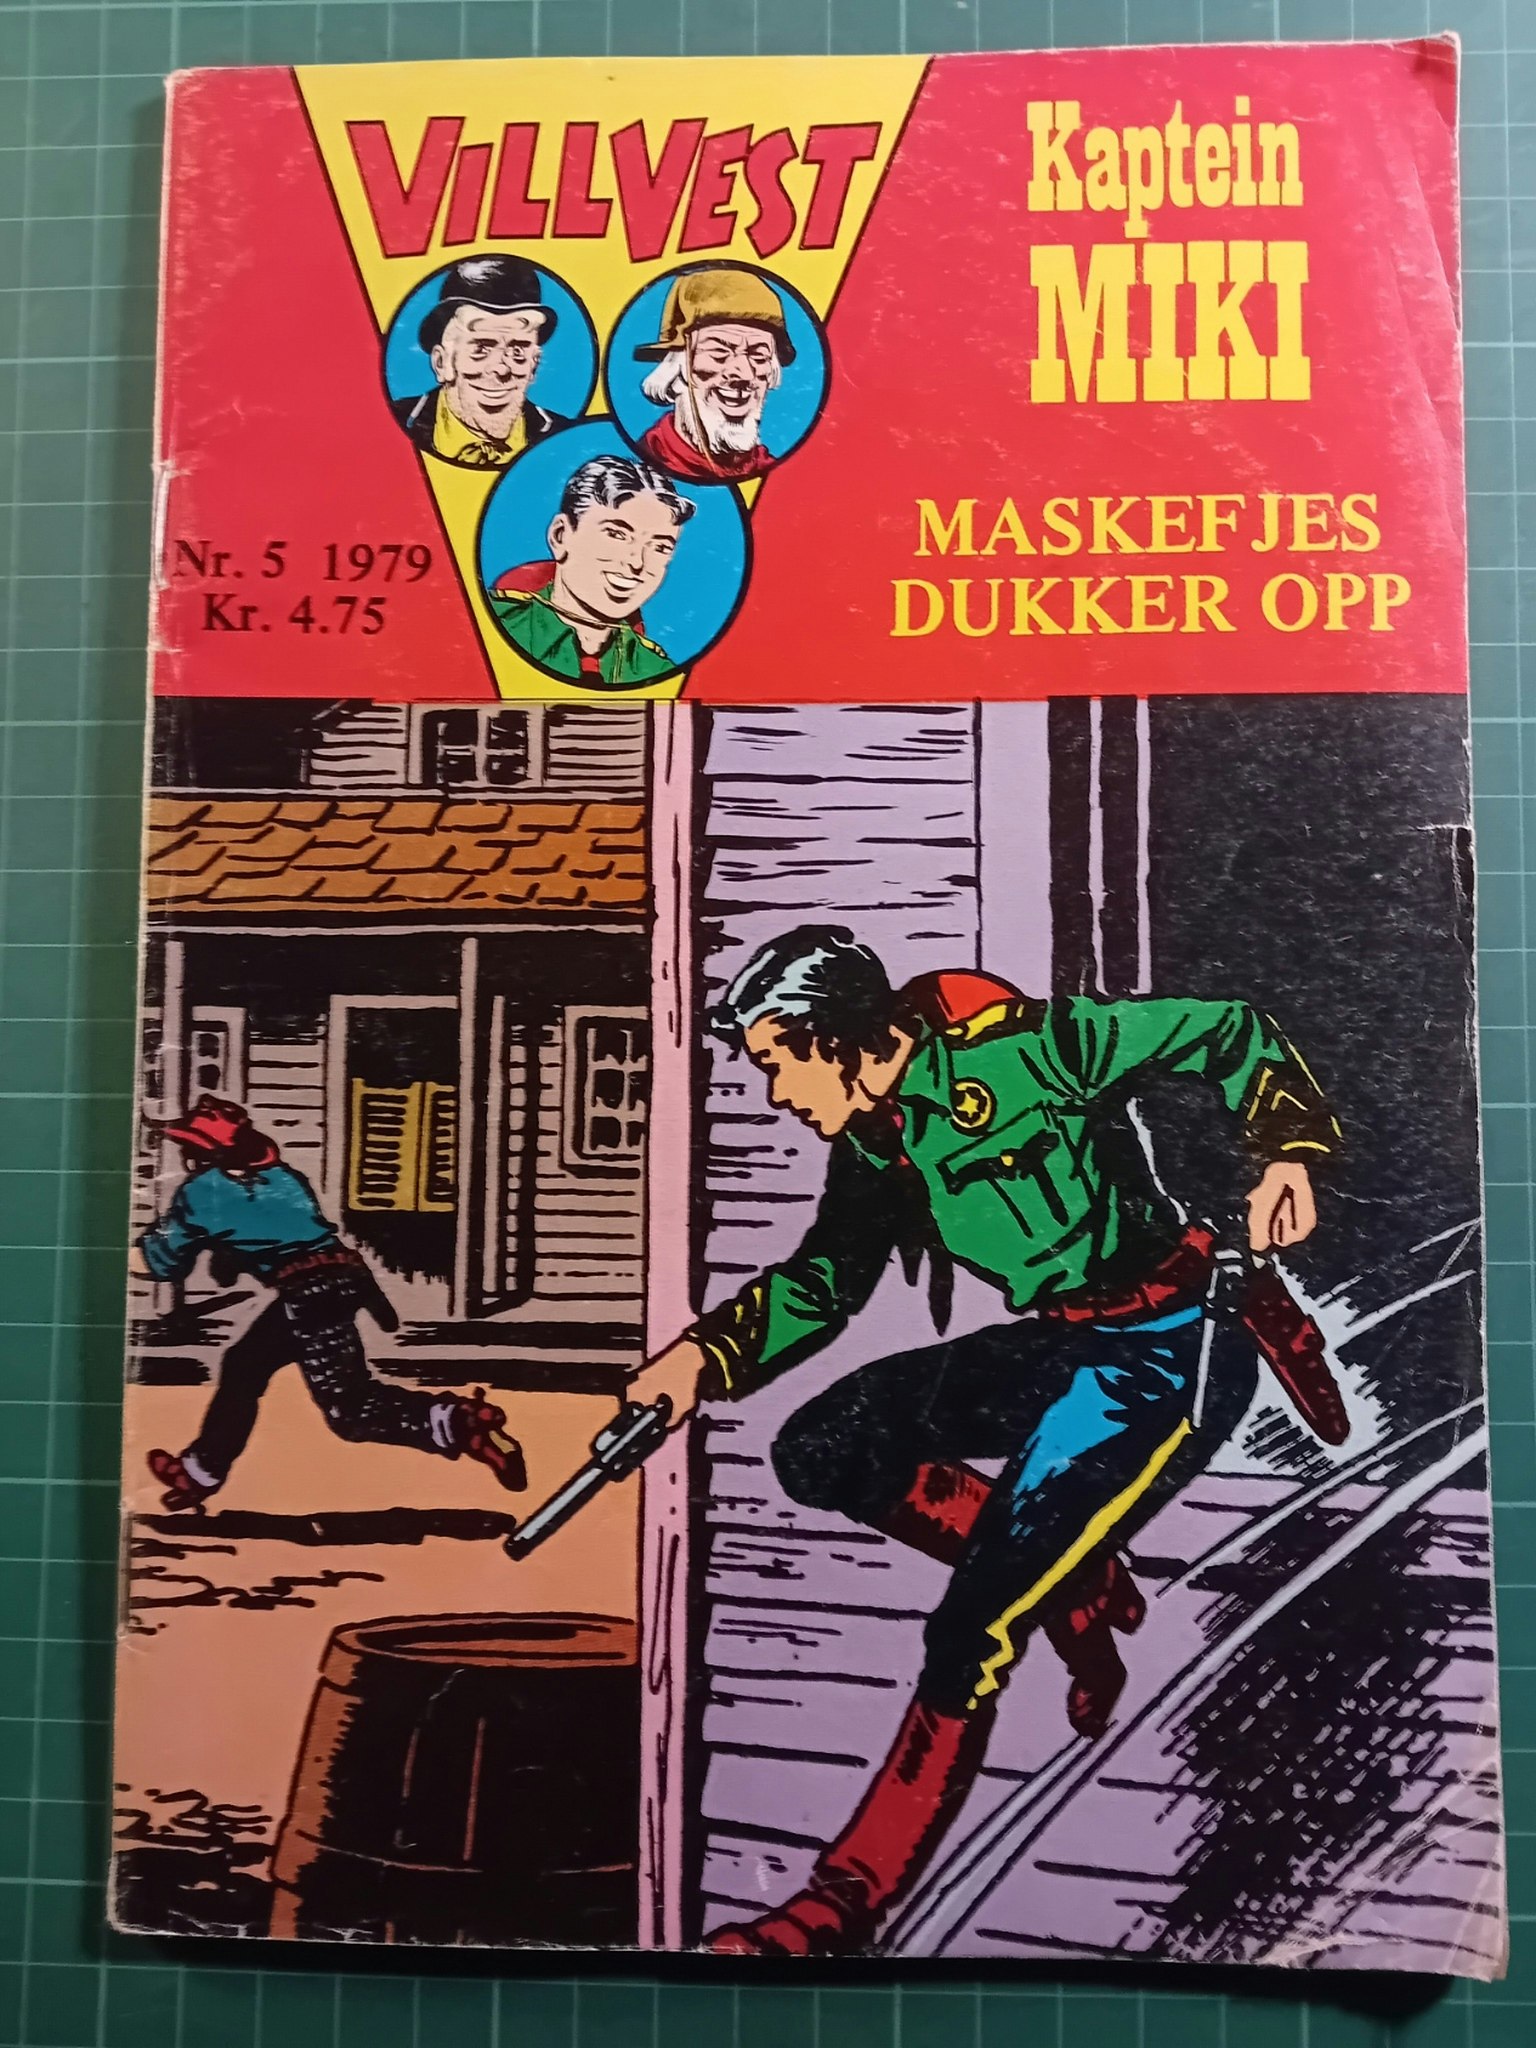 VILLVEST
Kaptein
MIKI
Nr. 5 1979
Kr. 4.75
MASKEFJES
DUKKER OPP